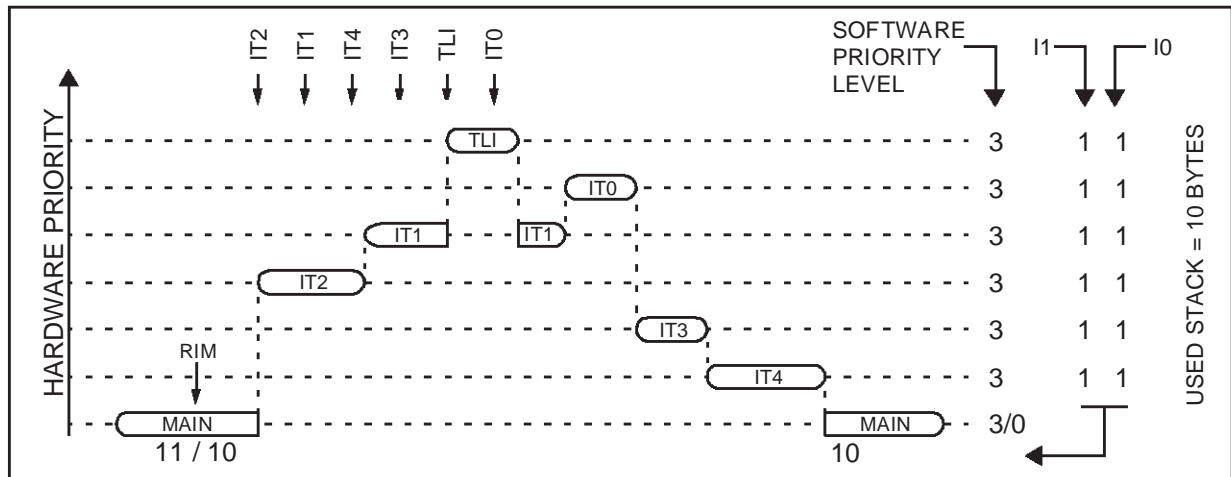 IT2
IT1
IT4
IT3
TLI
IT0
SOFTWARE
PRIORITY
LEVEL
I1
I0
HARDWARE PRIORITY
TLI
3
1 1
IT0
3
1 1
IT1
IT1
3
1 1
IT2
3
1 1
IT3
3
1 1
RIM
IT4
3
1 1
MAIN
MAIN
3/0
11 / 10
10
USED STACK = 10 BYTES